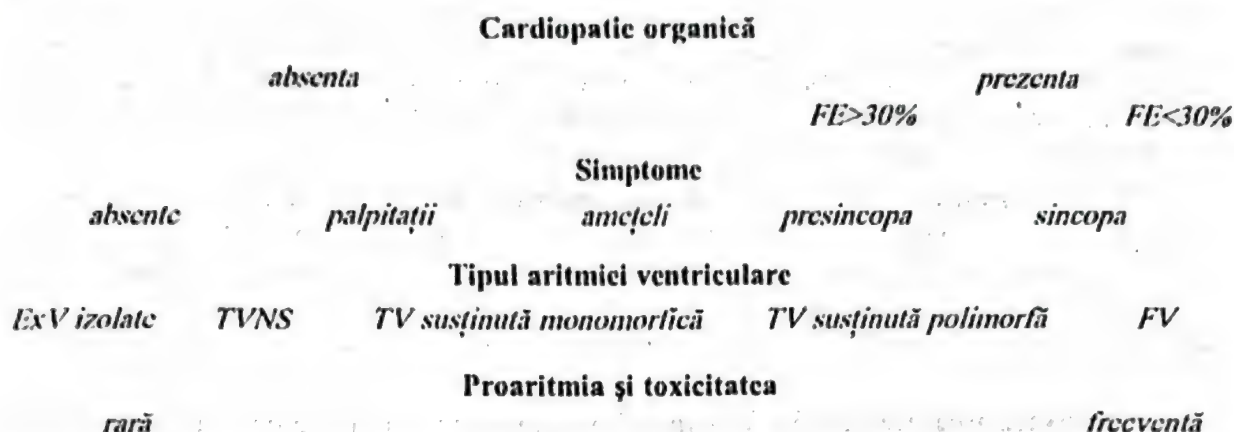 Cardiopatie organică
absenta prezenta
FE>30% FE<30%
Simptome
absente palpitații amețeli presincopa sincopa
Tipul aritmiei ventriculare
ExV izolate TVNS TV susținută monomorfică TV susținută polimorfă FV
Proaritmia și toxicitatea
rară frecventă